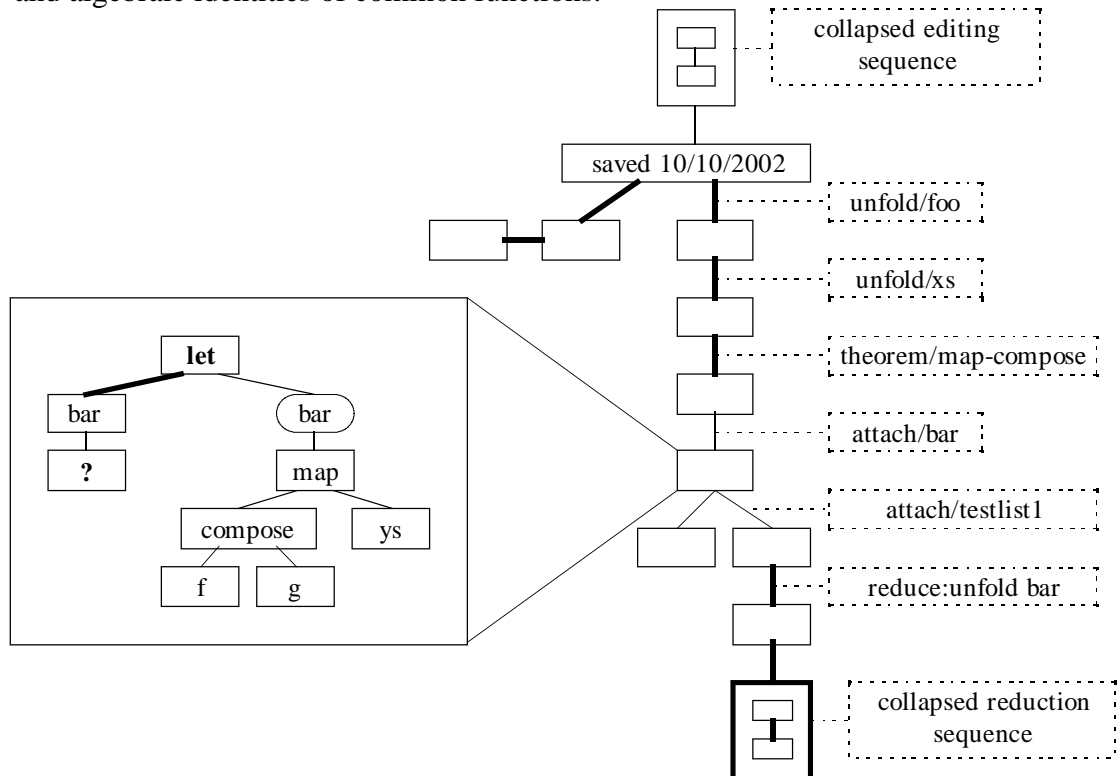 and algebraic identities of common functions.
collapsed editing
sequence
saved 10/10/2002
unfold/foo
unfold/xs
theorem/map-compose
attach/bar
attach/testlist1
reduce:unfold bar
collapsed reduction
sequence
let
bar
bar
?
map
compose
ys
f
g